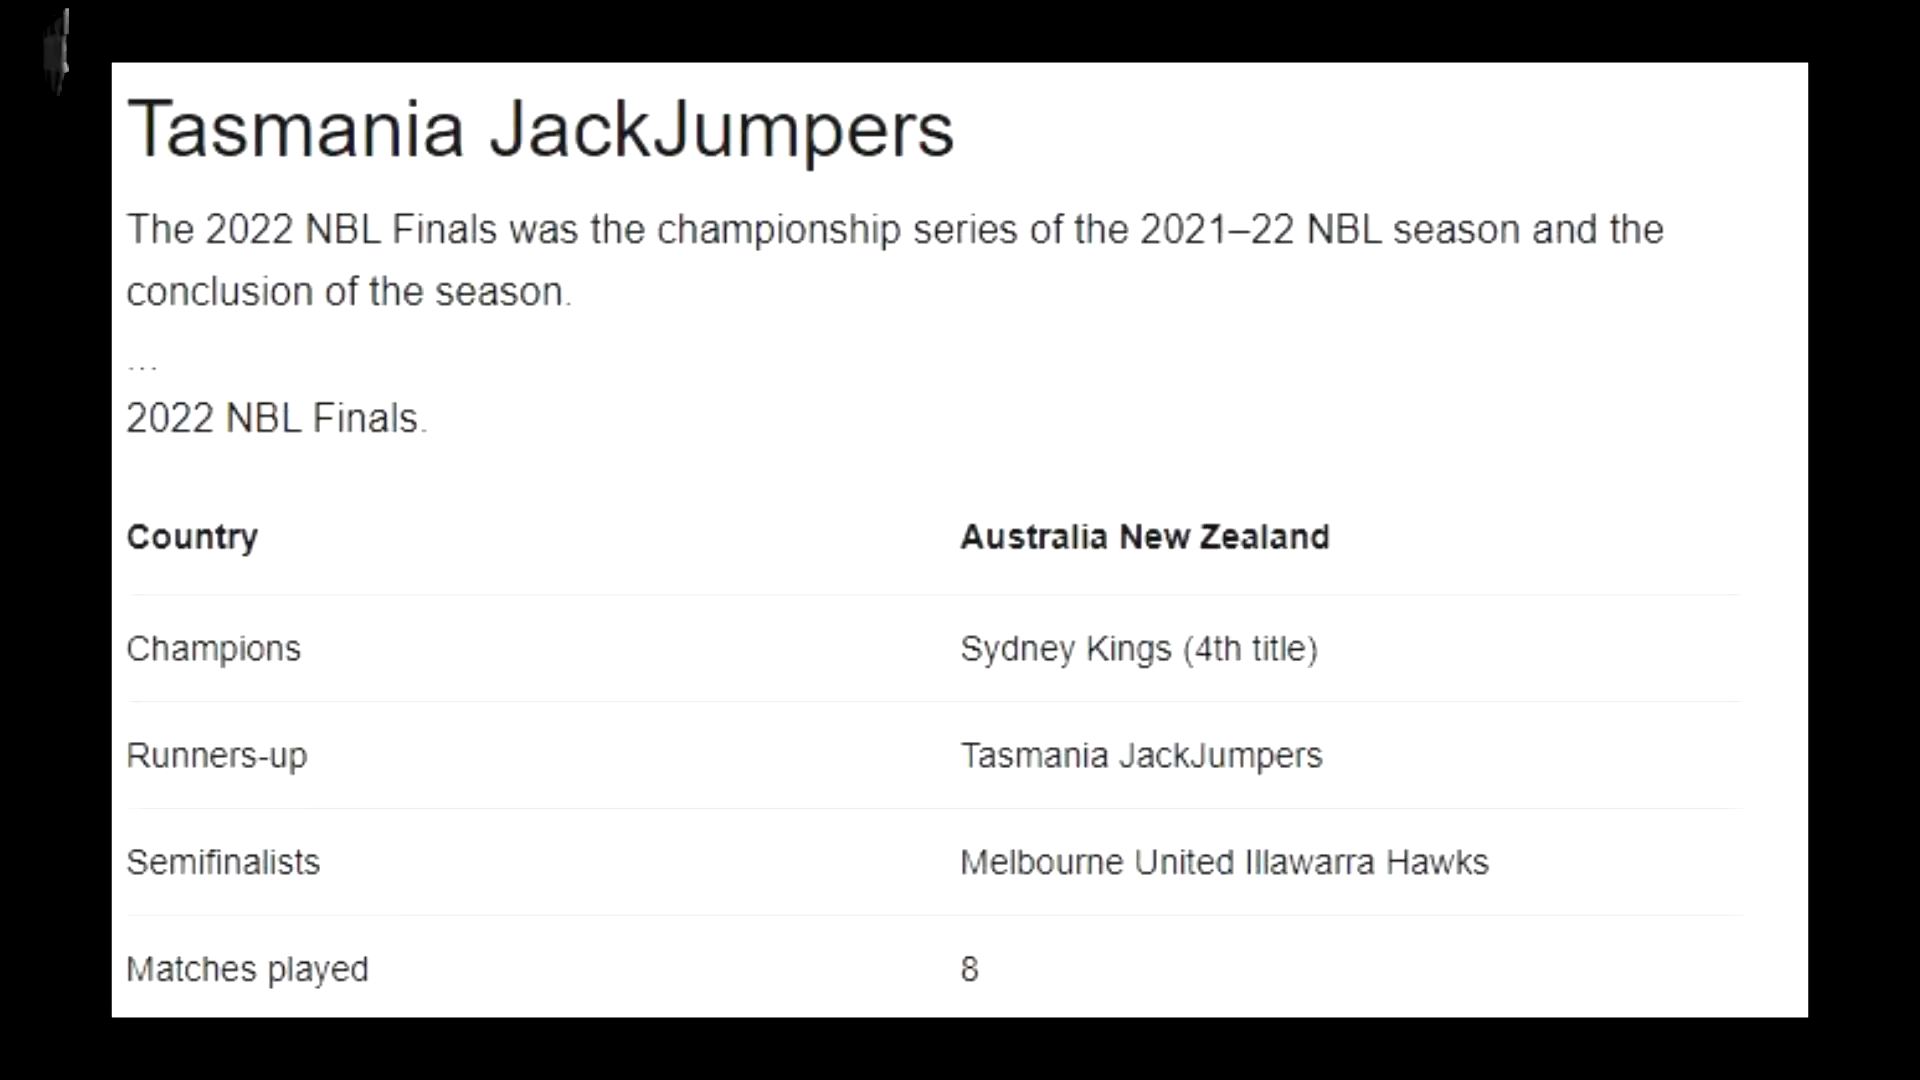 Tasmania JackJumpers
The 2022 NBL Finals was the championship series of the 2021–22 NBL season and the
conclusion of the season.
...
2022 NBL Finals.
Country Australia New Zealand
Champions Sydney Kings (4th title)
Runners-up Tasmania JackJumpers
Semifinalists Melbourne United Illawarra Hawks
Matches played 8